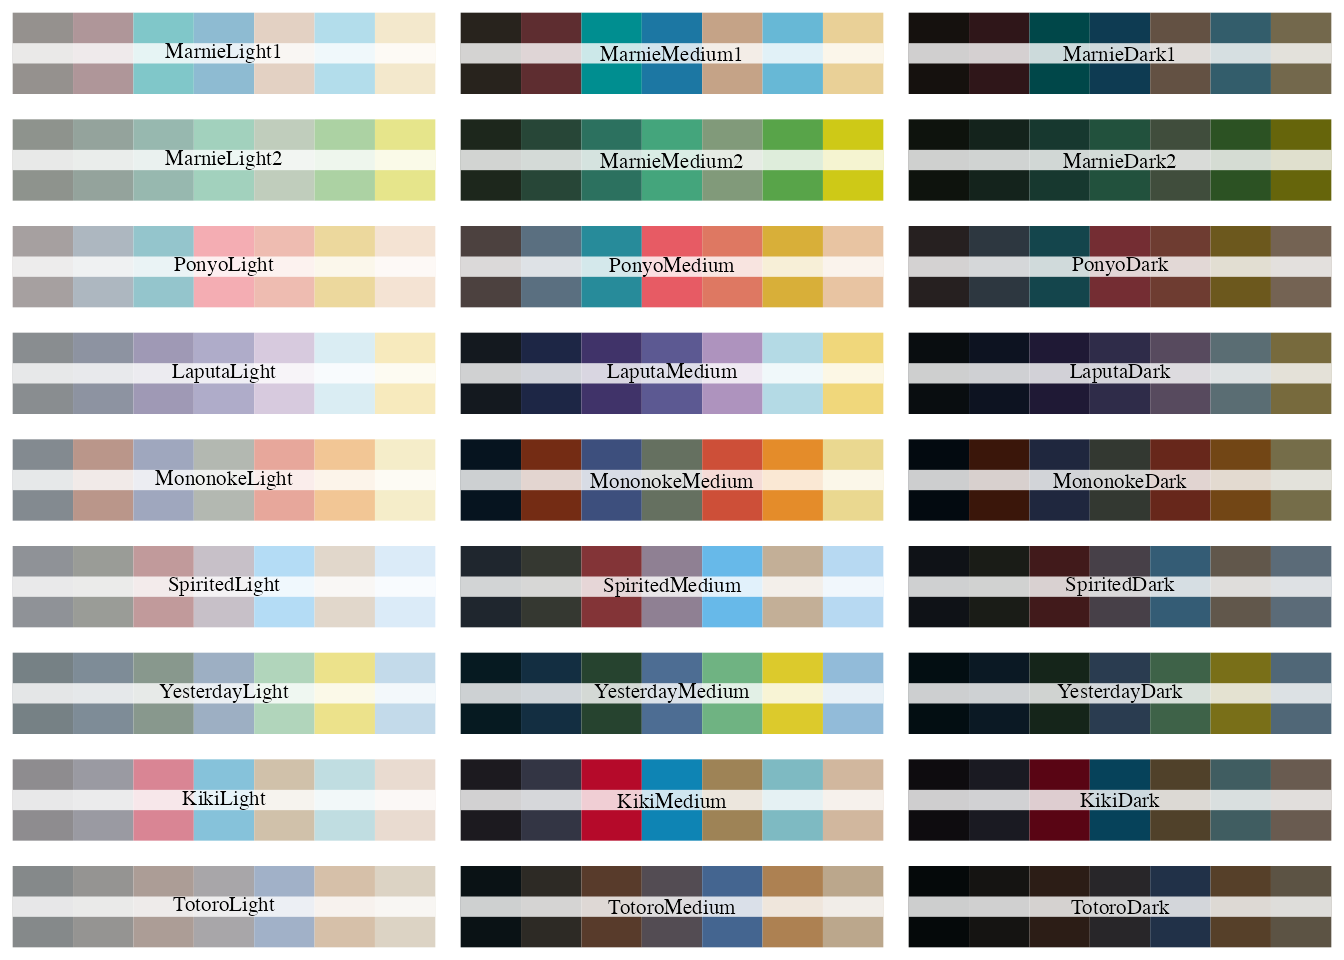 MarnieLight1
MarnieMedium1
MarnieDark1
MarnieLight2
MarnieMedium2
MarnieDark2
PonyoLight
PonyoMedium
PonyoDark
LaputaLight
LaputaMedium
LaputaDark
MononokeLight
MononokeMedium
MononokeDark
SpiritedLight
SpiritedMedium
SpiritedDark
YesterdayLight
YesterdayMedium
YesterdayDark
KikiLight
KikiMedium
KikiDark
TotoroLight
TotoroMedium
TotoroDark